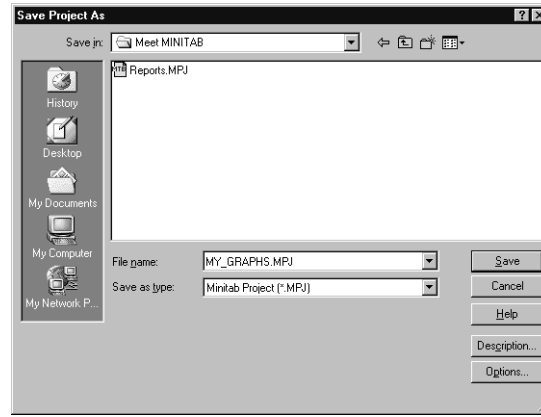 Save Project As
Save in: Meet MINITAB
Reports.MPJ
History
Desktop
My Documents
My Computer
My Network P...
File name: MY_GRAPHS.MPJ
Save as type: Minitab Project (*.MPJ)
Save
Cancel
Help
Description...
Options...